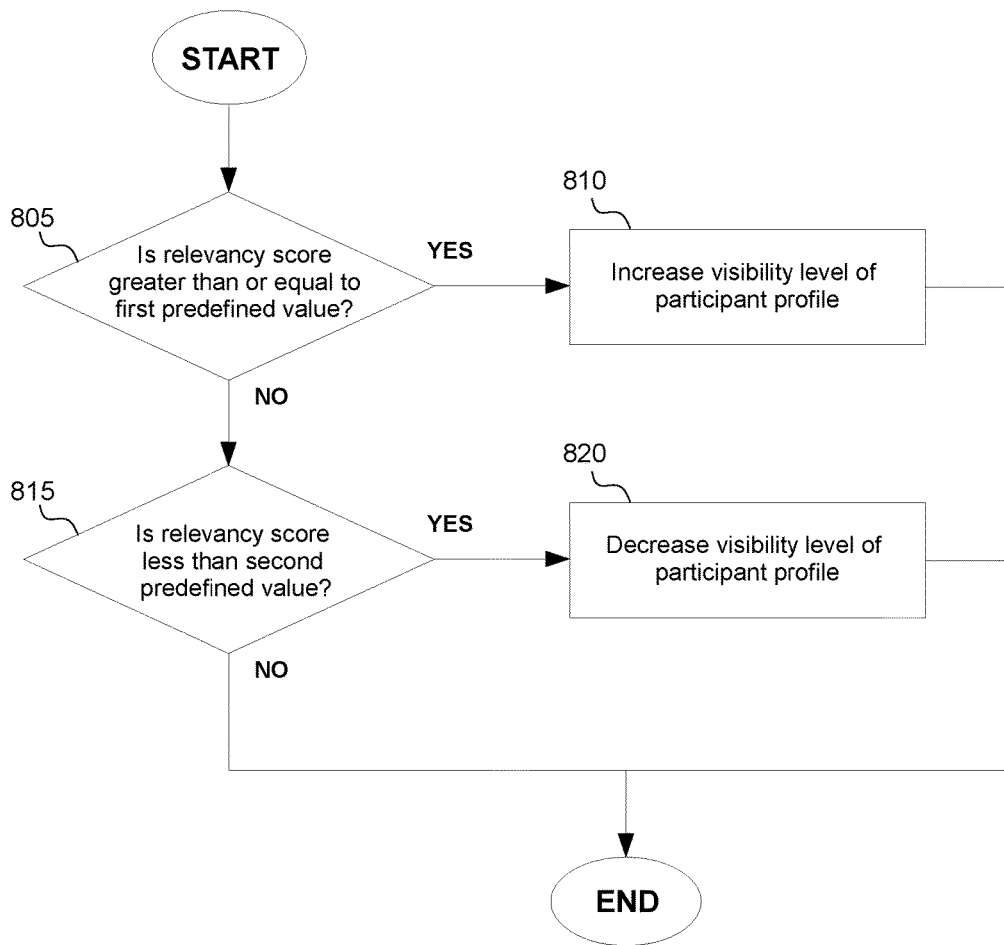 START
805
Is relevancy score
greater than or equal to
first predefined value?
YES
810
Increase visibility level of
participant profile
NO
815
Is relevancy score
less than second
predefined value?
YES
820
Decrease visibility level of
participant profile
NO
END